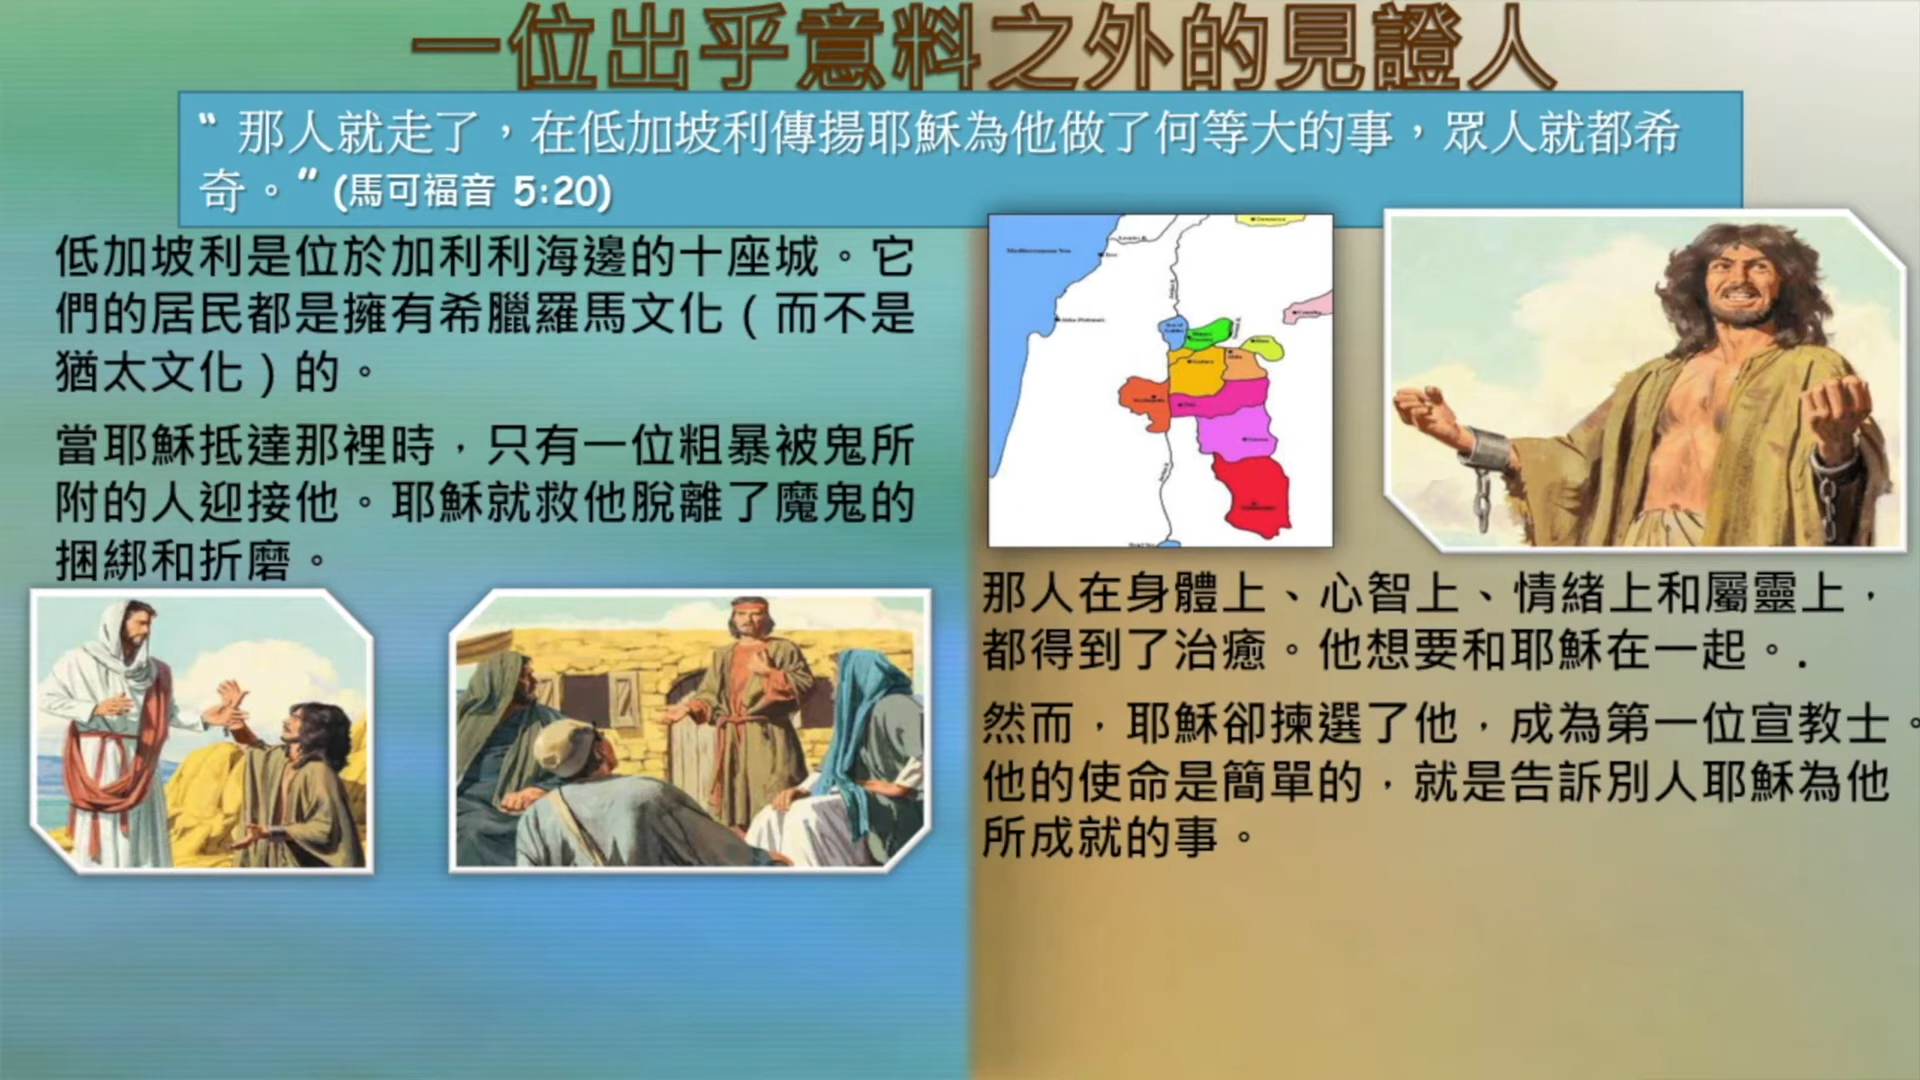 一位出乎意料之外的見證人
“ 那人就走了，在低加坡利傳揚耶穌為他做了何等大的事，眾人就都希
奇。” (馬可福音 5:20)
低加坡利是位於加利利海邊的十座城。它
們的居民都是擁有希臘羅馬文化（而不是
猶太文化）的。
當耶穌抵達那裡時，只有一位粗暴被鬼所
附的人迎接他。耶穌就救他脫離了魔鬼的
捆綁和折磨。
Mediterranean Sea
那人在身體上、心智上、情緒上和屬靈上，
都得到了治癒。他想要和耶穌在一起。.
然而，耶穌卻揀選了他，成為第一位宣教士。
他的使命是簡單的，就是告訴別人耶穌為他
所成就的事。